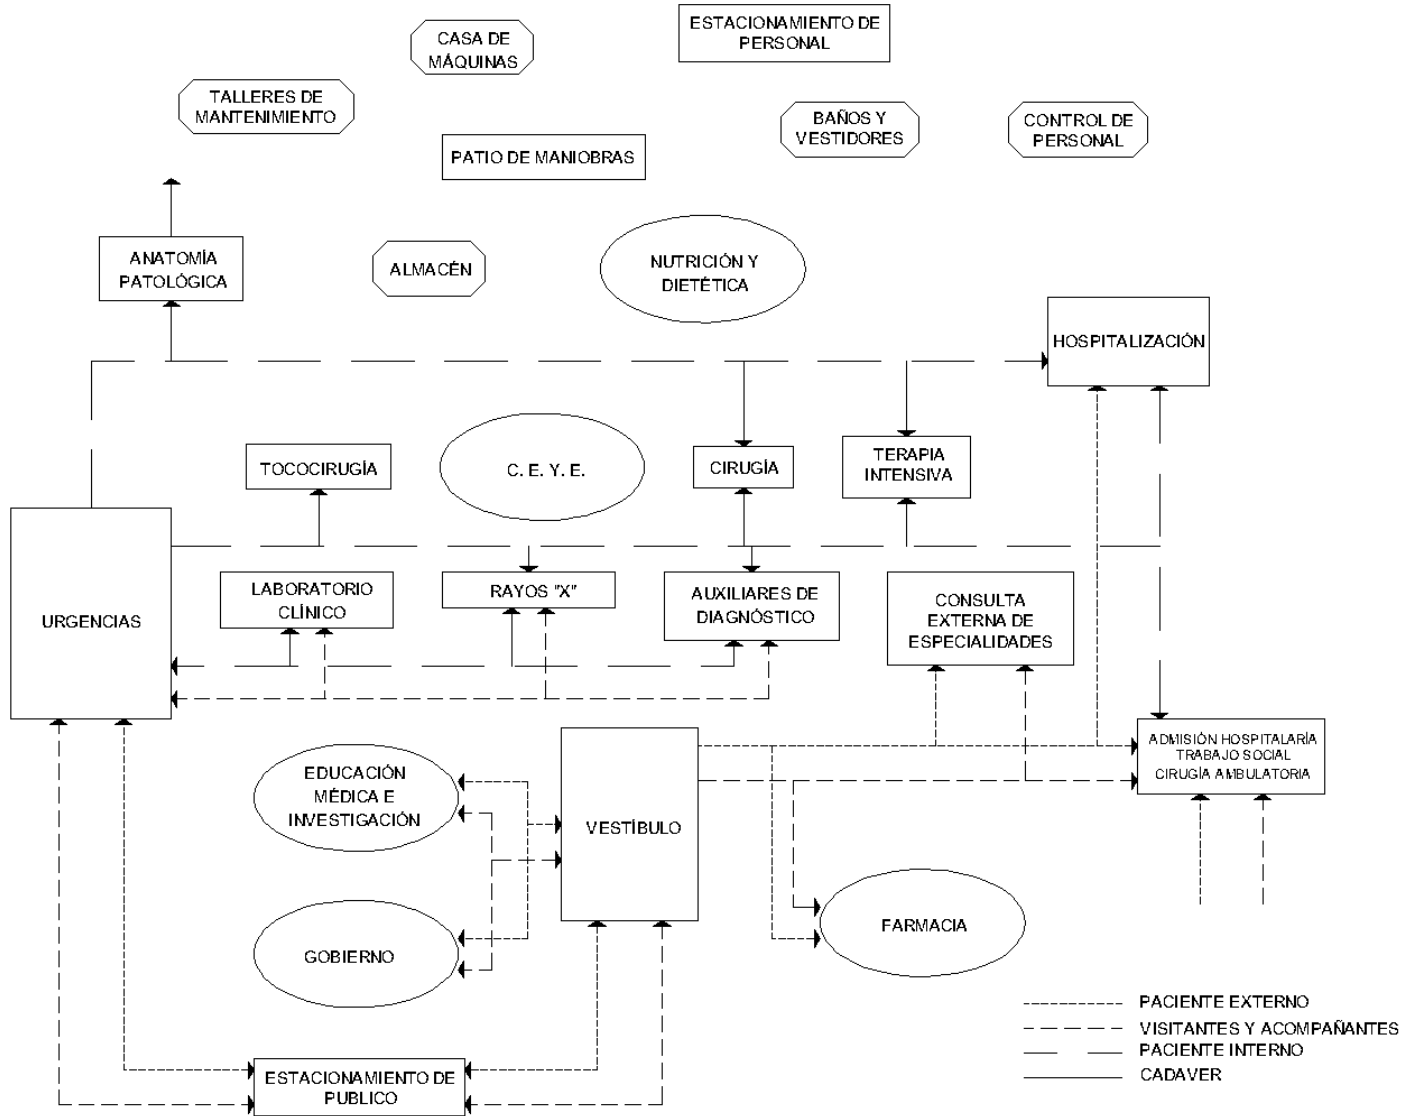 CASA DE
MÁQUINAS
ESTACIONAMIENTO DE
PERSONAL
TALLERES DE
MANTENIMIENTO
BAÑOS Y
VESTIDORES
CONTROL DE
PERSONAL
PATIO DE MANIOBRAS
ANATOMÍA
PATOLÓGICA
ALMACÉN
NUTRICIÓN Y
DIETÉTICA
HOSPITALIZACIÓN
TOCOCIRUGÍA
C. E. Y. E.
CIRUGÍA
TERAPIA
INTENSIVA
URGENCIAS
LABORATORIO
CLÍNICO
RAYOS "X"
AUXILIARES DE
DIAGNÓSTICO
CONSULTA
EXTERNA DE
ESPECIALIDADES
ADMISIÓN HOSPITALARÍA
TRABAJO SOCIAL
CIRUGÍA AMBULATORIA
EDUCACIÓN
MÉDICA E
INVESTIGACIÓN
VESTÍBULO
GOBIERNO
FARMACIA
ESTACIONAMIENTO DE
PUBLICO
PACIENTE EXTERNO
VISITANTES Y ACOMPAÑANTES
PACIENTE INTERNO
CADAVER